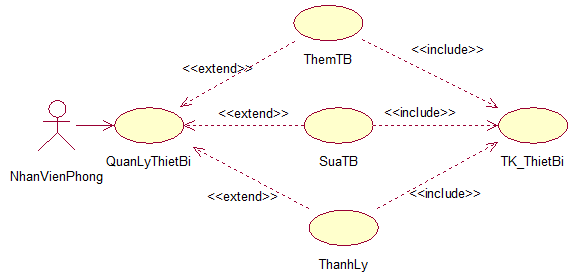 ThemTB
<<extend>>
<<include>>
NhanVienPhong
QuanLyThietBi
<<extend>>
SuaTB
<<include>>
TK_ThietBi
<<extend>>
<<include>>
ThanhLy